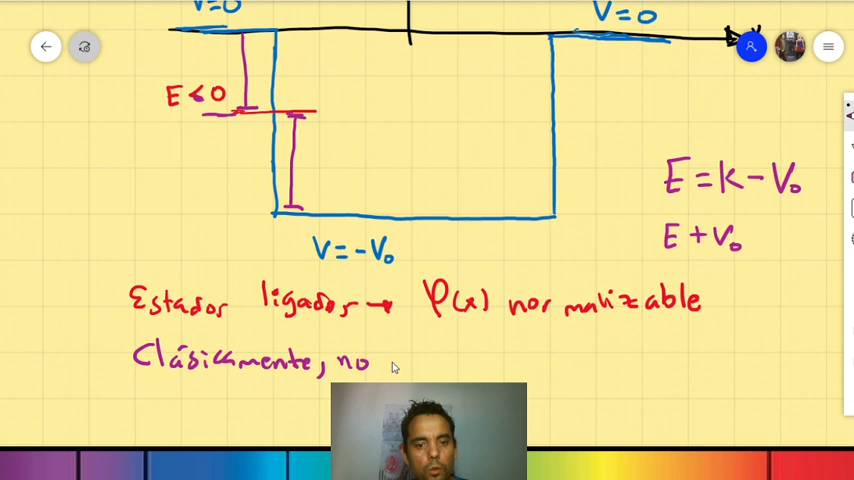 V=0
V=0
E<0
E=k-V₀
E+V₀
V=-V₀
Estados ligados → φ(x) normalizable
Clásicamente, no